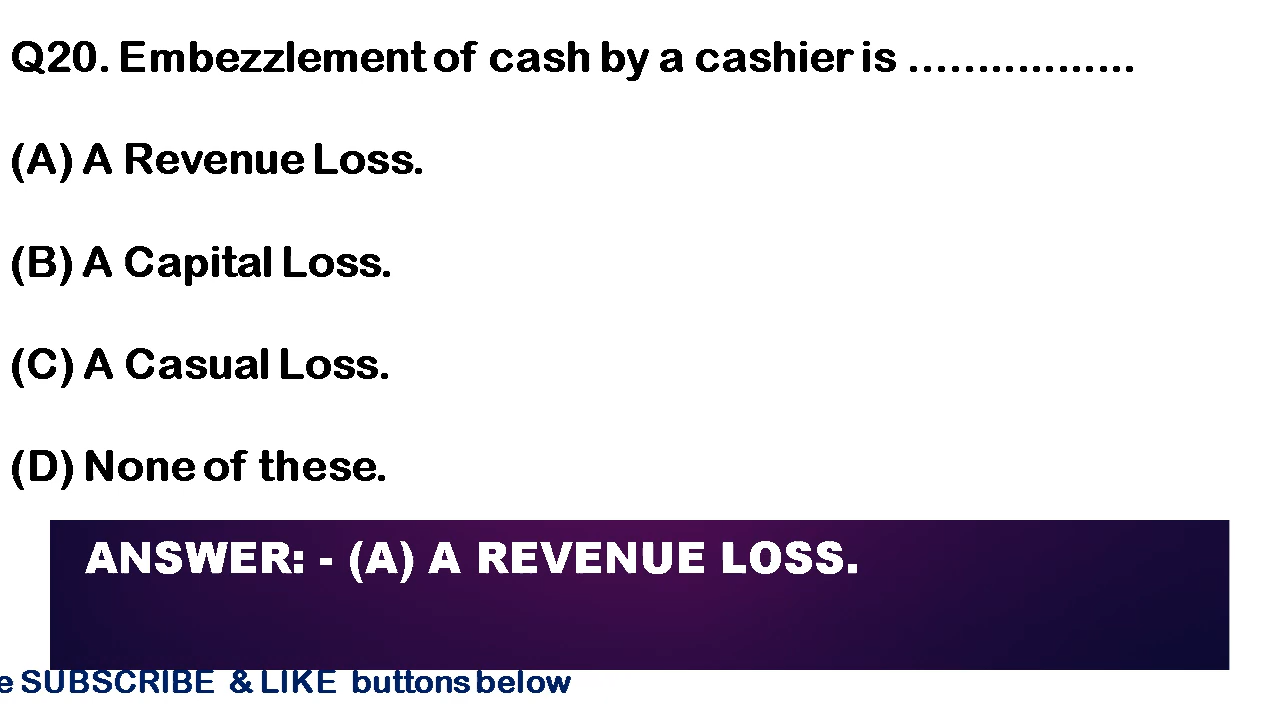 Q20. Embezzlement of cash by a cashier is .................
(A) A Revenue Loss.
(B) A Capital Loss.
(C) A Casual Loss.
(D) None of these.
ANSWER: - (A) A REVENUE LOSS.
e SUBSCRIBE & LIKE buttons below